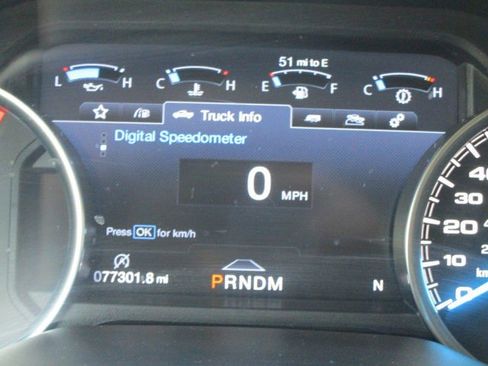 51 mi to E
L H
C H
E F
C H
Truck Info
Digital Speedometer
0 MPH
Press OK for km/h
077301.8 mi
PRNDM
N
40
30
20
10
0